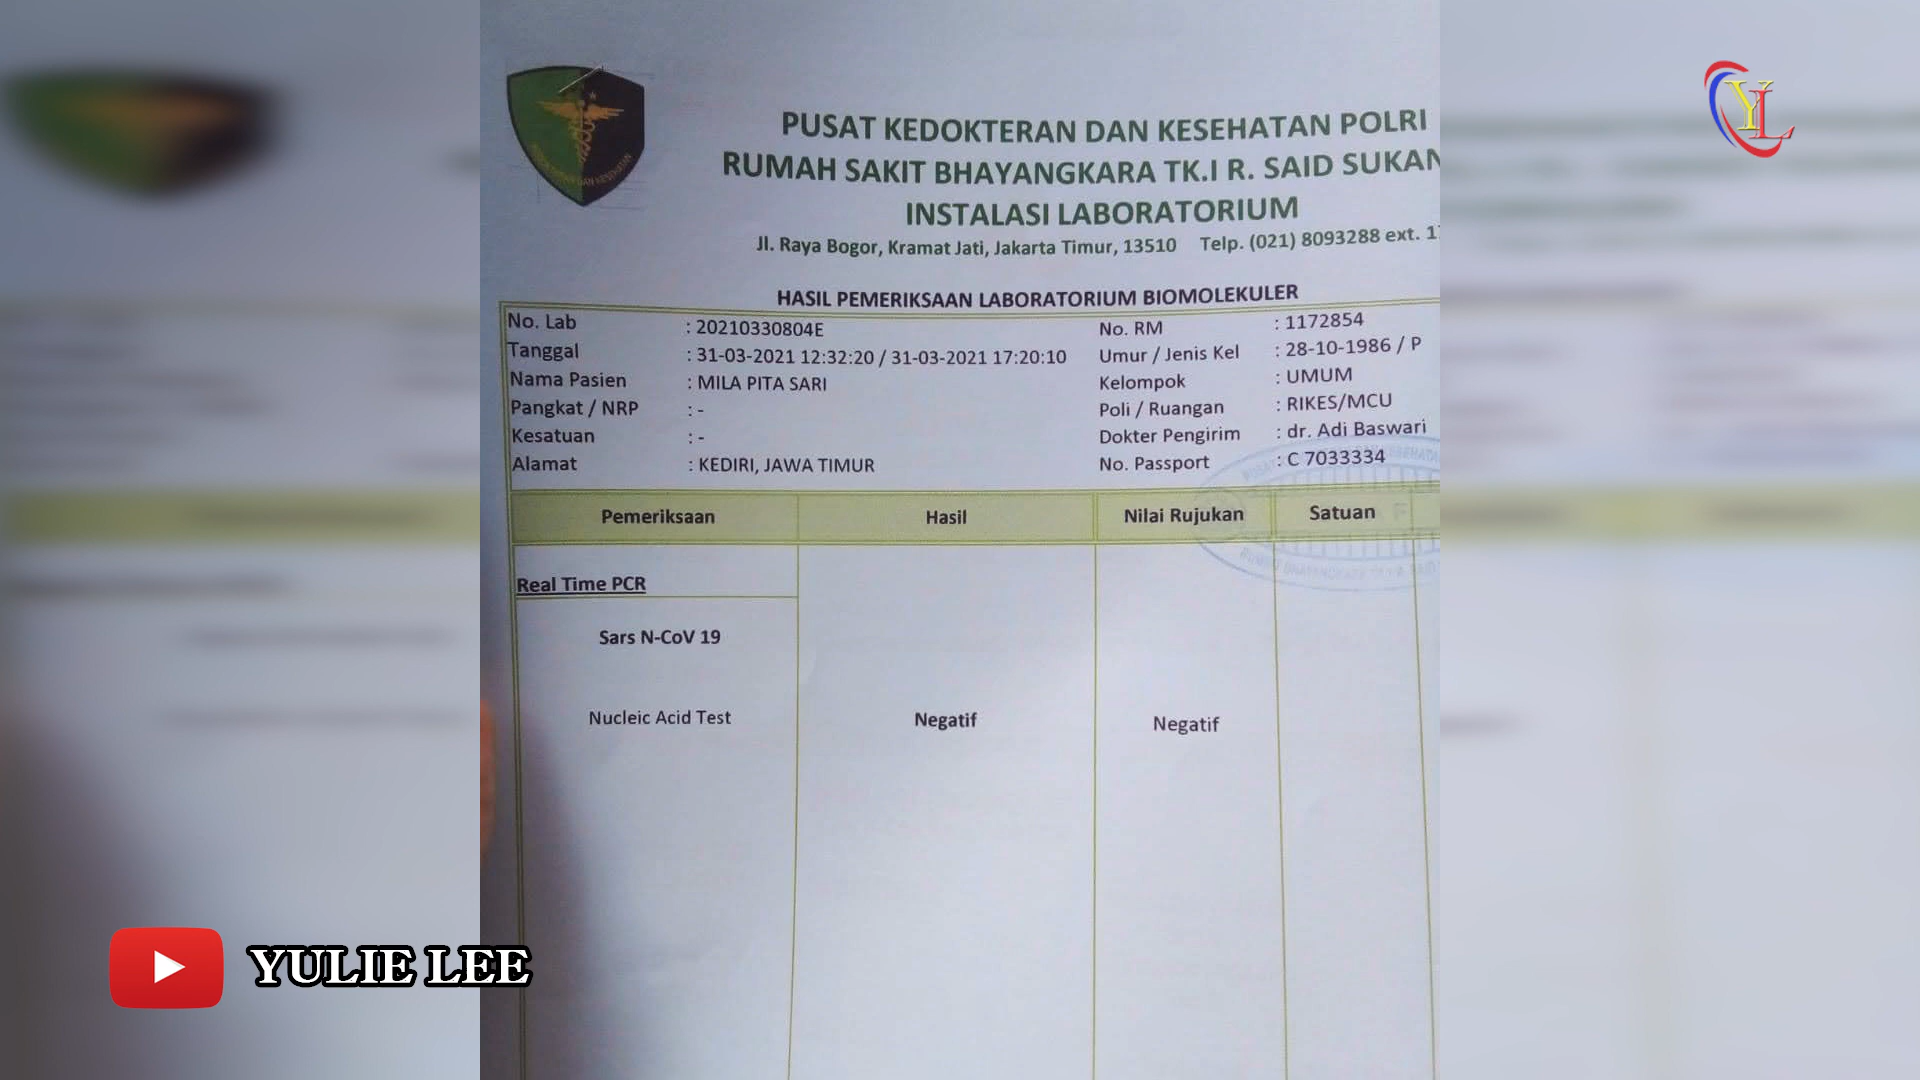 YL
PUSAT KEDOKTERAN DAN KESEHATAN POLRI
RUMAH SAKIT BHAYANGKARA TK.I R. SAID SUKAN
INSTALASI LABORATORIUM
Jl. Raya Bogor, Kramat Jati, Jakarta Timur, 13510 Telp. (021) 8093288 ext. 1
HASIL PEMERIKSAAN LABORATORIUM BIOMOLEKULER
No. Lab : 20210330804E No. RM : 1172854
Tanggal : 31-03-2021 12:32:20 / 31-03-2021 17:20:10 Umur / Jenis Kel : 28-10-1986 / P
Nama Pasien : MILA PITA SARI Kelompok : UMUM
Pangkat / NRP : - Poli / Ruangan : RIKES/MCU
Kesatuan : - Dokter Pengirim : dr. Adi Baswari
Alamat : KEDIRI, JAWA TIMUR No. Passport : C 7033334
Pemeriksaan Hasil Nilai Rujukan Satuan
Real Time PCR
Sars N-CoV 19
Nucleic Acid Test Negatif Negatif
YULIE LEE